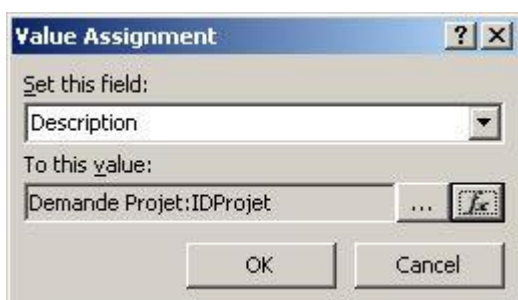 Value Assignment
Set this field:
Description
To this value:
Demande Projet:IDProjet
... fx
OK Cancel